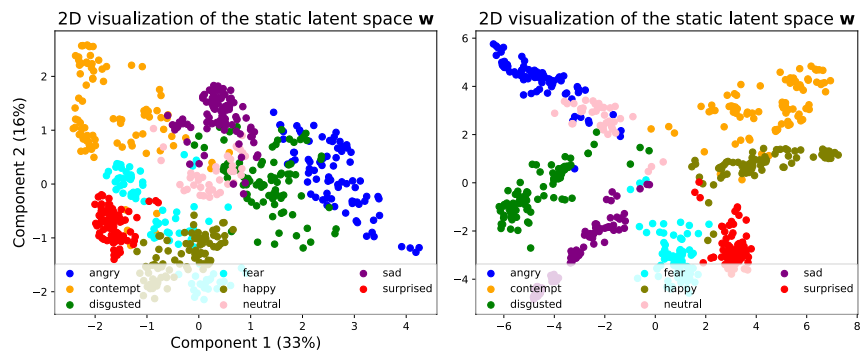 2D visualization of the static latent space w
Component 2 (16%)
2
1
0
−1
−2
angry
contempt
disgusted
fear
happy
neutral
sad
surprised
−2 −1 0 1 2 3 4
Component 1 (33%)
2D visualization of the static latent space w
6
4
2
0
−2
−4
angry
contempt
disgusted
fear
happy
neutral
sad
surprised
−6 −4 −2 0 2 4 6 8